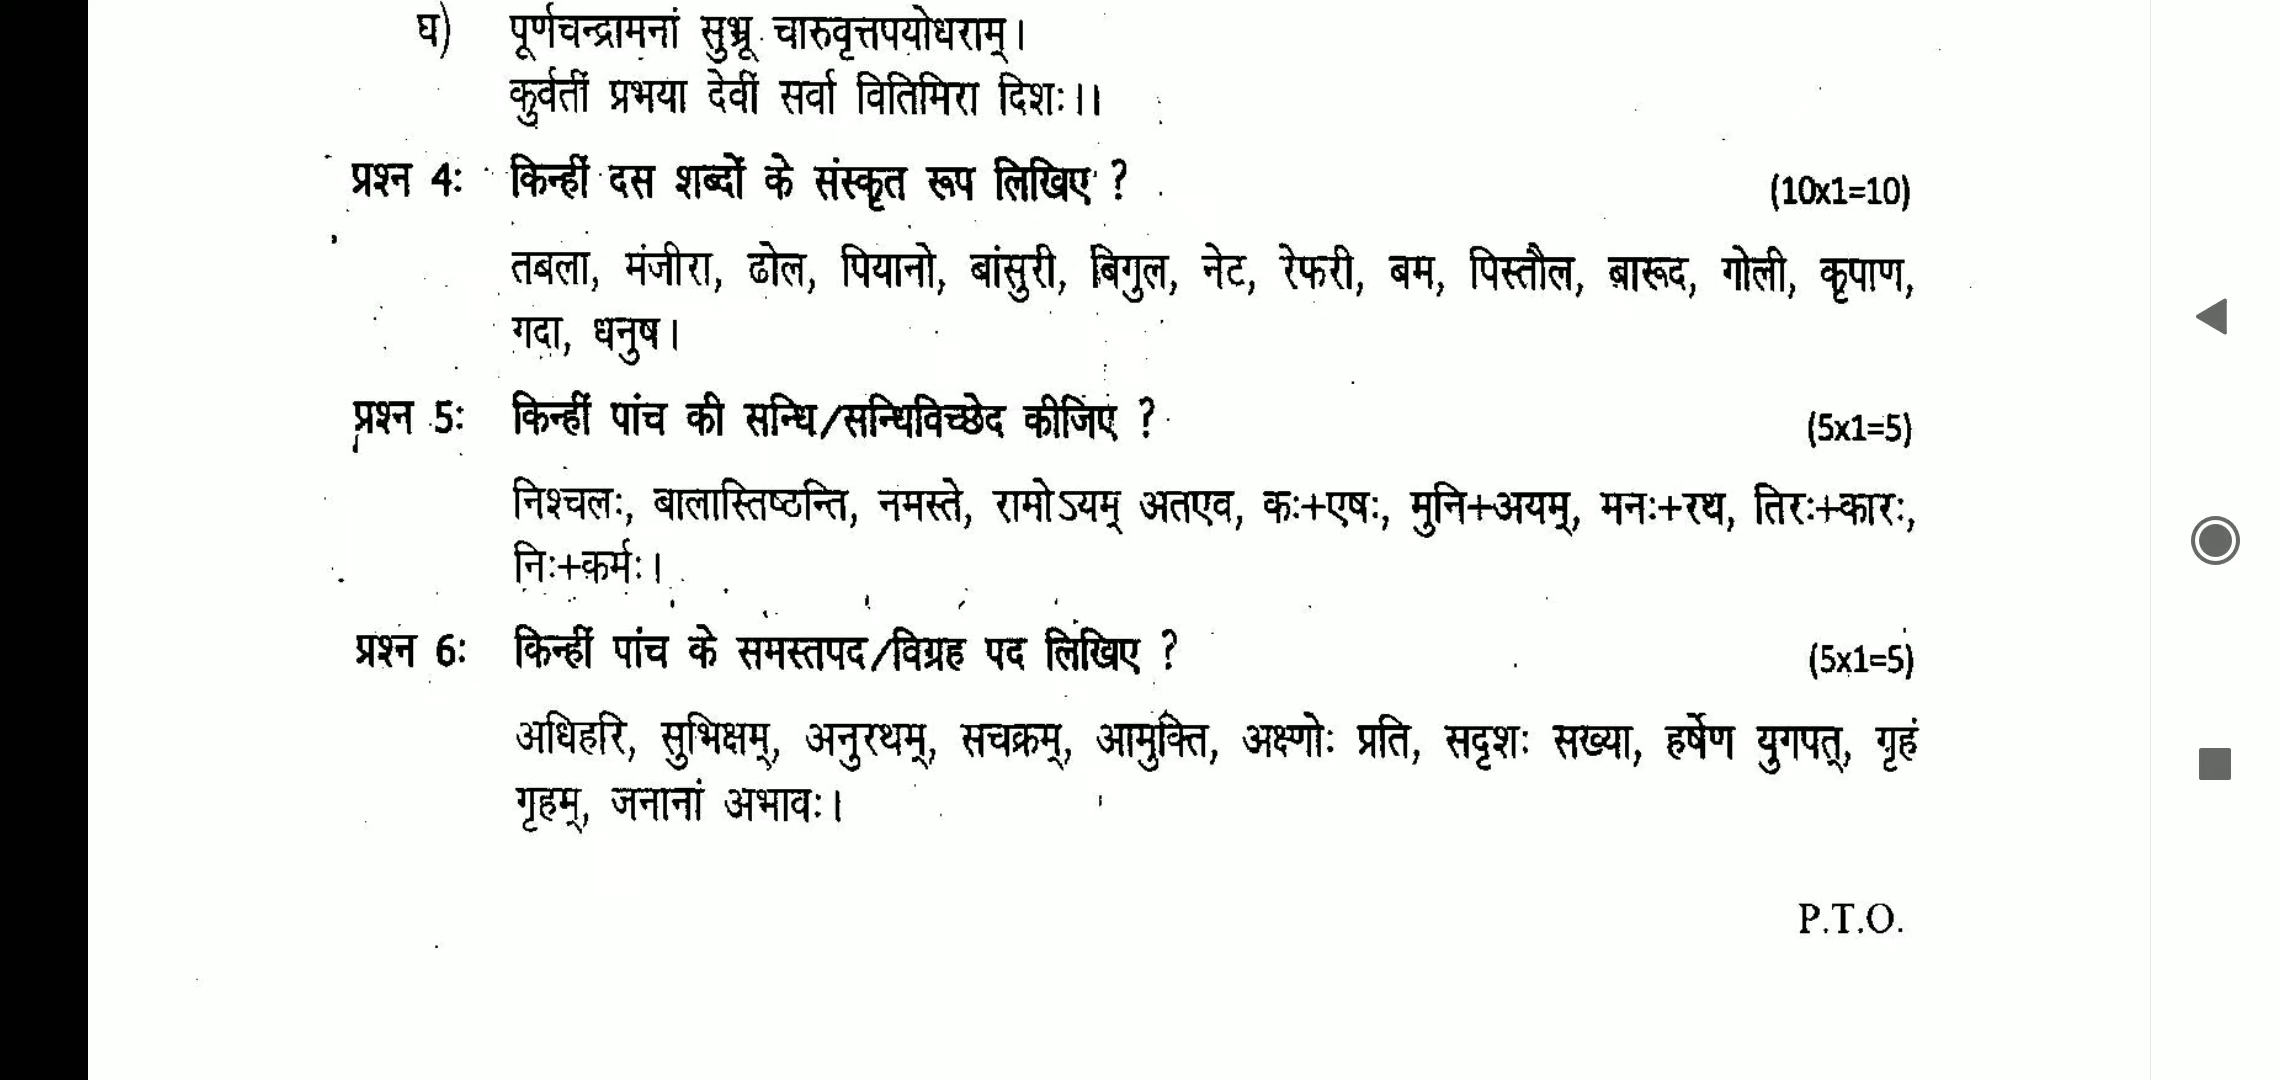 घ) पूर्णचन्द्रामनां सुभ्रू चारुवृत्तपयोधराम्।
कुर्वतीं प्रभया देवीं सर्वा वितिमिरा दिशः।।
प्रश्न 4: किन्हीं दस शब्दों के संस्कृत रूप लिखिए ? (10x1=10)
तबला, मंजीरा, ढोल, पियानो, बांसुरी, बिगुल, नेट, रेफरी, बम, पिस्तौल, बारूद, गोली, कृपाण,
गदा, धनुष।
प्रश्न 5: किन्हीं पांच की सन्धि/सन्धिविच्छेद कीजिए ? (5x1=5)
निश्चलः, बालास्तिष्ठन्ति, नमस्ते, रामोऽयम् अतएव, कः+एषः, मुनि+अयम्, मनः+रथ, तिरः+कारः,
निः+कर्मः।
प्रश्न 6: किन्हीं पांच के समस्तपद/विग्रह पद लिखिए ? (5x1=5)
अधिहरि, सुभिक्षम्, अनुरथम्, सचक्रम्, आमुक्ति, अक्ष्णोः प्रति, सदृशः सख्या, हर्षेण युगपत्, गृहं
गृहम्, जनानां अभावः।
P.T.O.